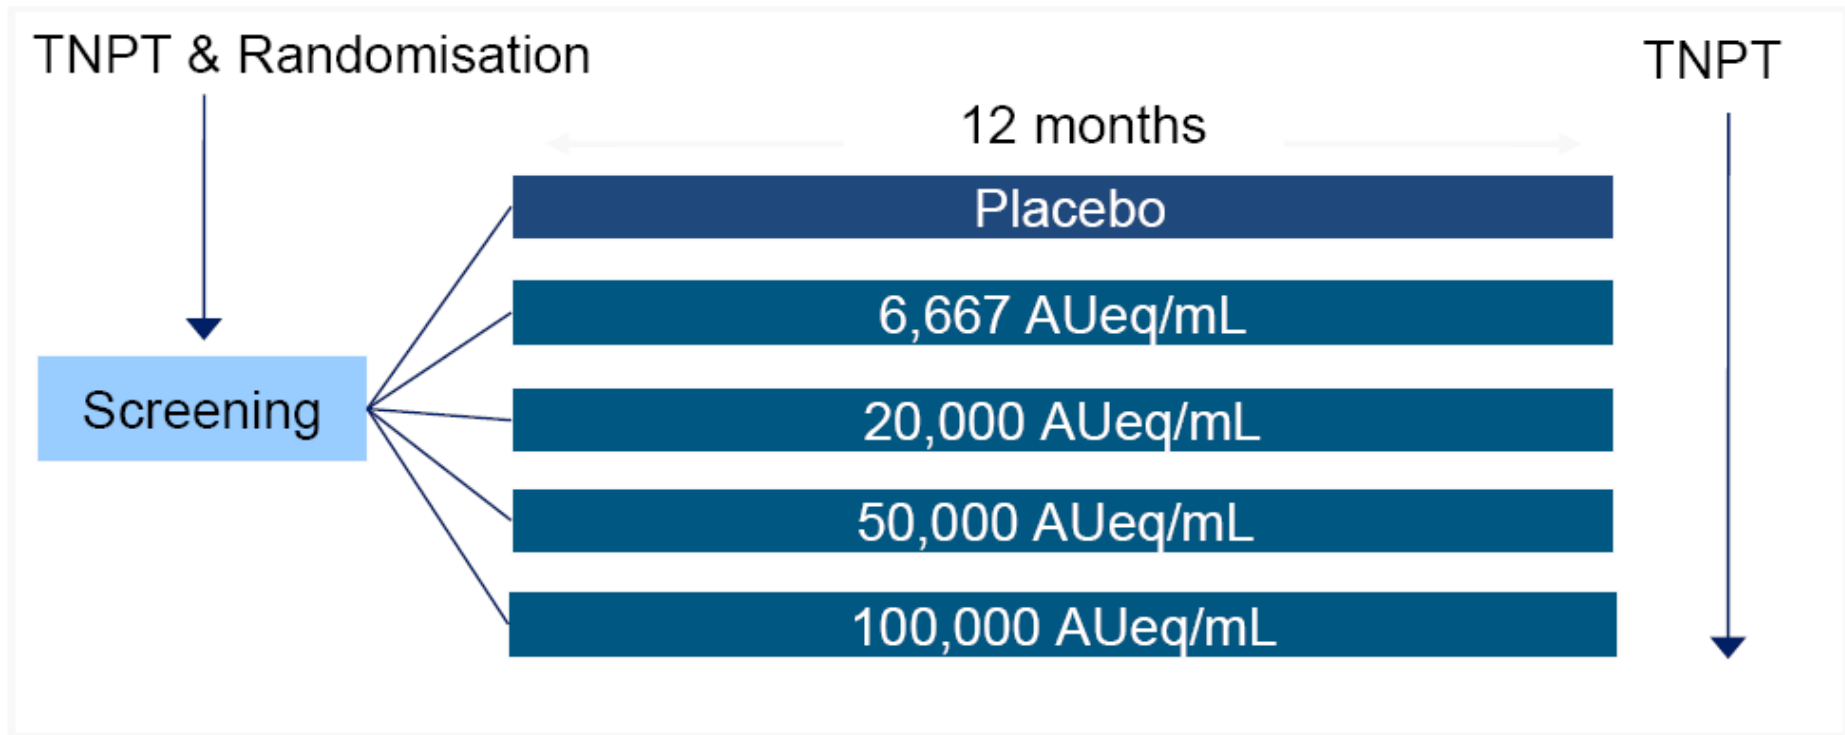 TNPT & Randomisation
TNPT
12 months
Placebo
6,667 AUeq/mL
Screening
20,000 AUeq/mL
50,000 AUeq/mL
100,000 AUeq/mL